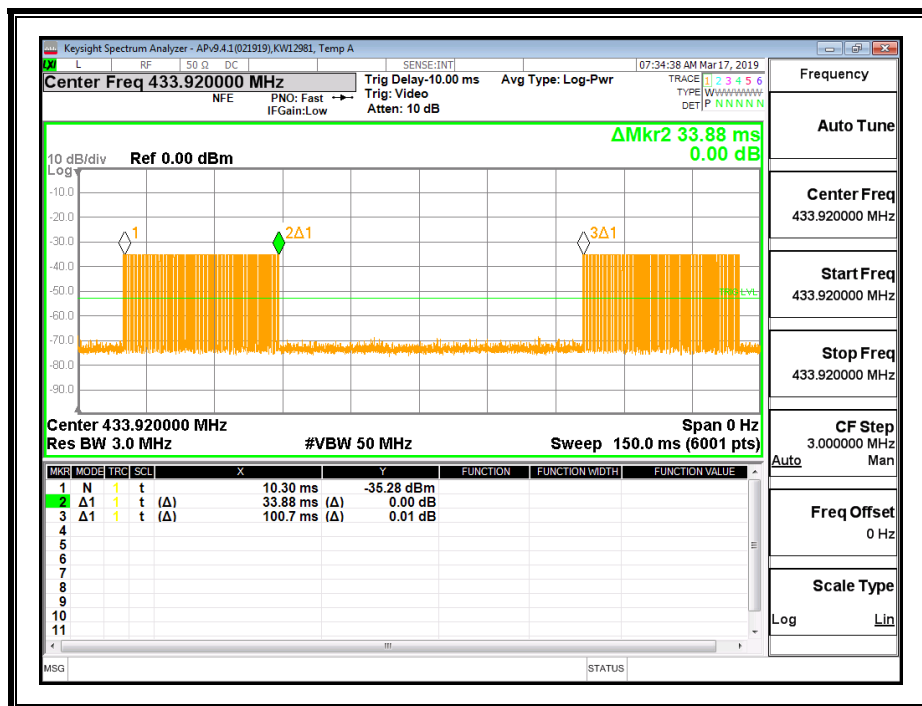 Keysight Spectrum Analyzer - APv9.4.1(021919),KW12981, Temp A
LXI L RF 50 Ω DC SENSE:INT 07:34:38 AM Mar 17, 2019
Center Freq 433.920000 MHz
NFE
PNO: Fast
IFGain:Low
Trig Delay-10.00 ms
Trig: Video
Atten: 10 dB
Avg Type: Log-Pwr
TRACE 1 2 3 4 5 6
TYPE WWWWWW
DET P N N N N N
ΔMkr2 33.88 ms
0.00 dB
10 dB/div Ref 0.00 dBm
Log
-10.0
-20.0
-30.0
-40.0
-50.0
-60.0
-70.0
-80.0
-90.0
1
2Δ1
3Δ1
TRIG LVL
Center 433.920000 MHz Span 0 Hz
Res BW 3.0 MHz #VBW 50 MHz Sweep 150.0 ms (6001 pts)
MKR MODE TRC SCL X Y FUNCTION FUNCTION WIDTH FUNCTION VALUE
1 N 1 t 10.30 ms -35.28 dBm
2 Δ1 1 t (Δ) 33.88 ms (Δ) 0.00 dB
3 Δ1 1 t (Δ) 100.7 ms (Δ) 0.01 dB
4
5
6
7
8
9
10
11
MSG STATUS
Frequency
Auto Tune
Center Freq
433.920000 MHz
Start Freq
433.920000 MHz
Stop Freq
433.920000 MHz
CF Step
3.000000 MHz
Auto Man
Freq Offset
0 Hz
Scale Type
Log Lin